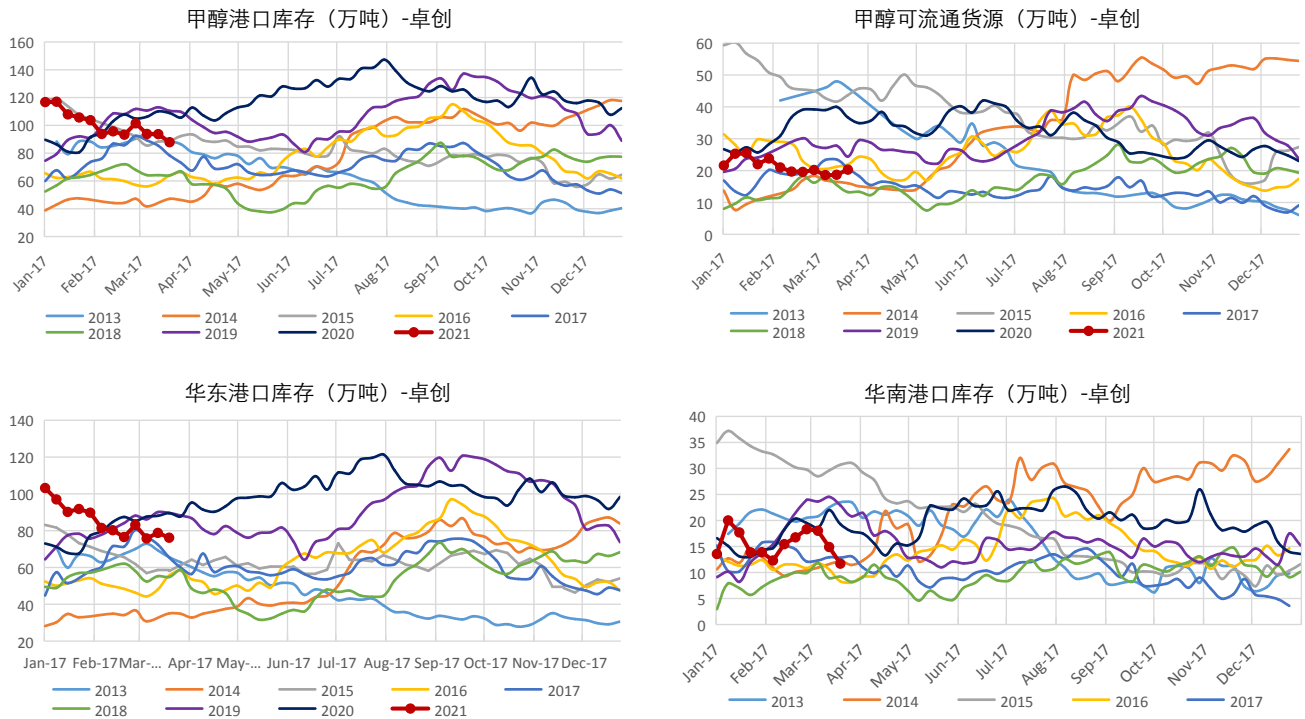 甲醇港口库存（万吨）-卓创
160
140
120
100
80
60
40
20
Jan-17 Feb-17 Mar-17 Apr-17 May-17 Jun-17 Jul-17 Aug-17 Sep-17 Oct-17 Nov-17 Dec-17
2013 2014 2015 2016 2017
2018 2019 2020 2021
甲醇可流通货源（万吨）-卓创
60
50
40
30
20
10
0
Jan-17 Feb-17 Mar-17 Apr-17 May-17 Jun-17 Jul-17 Aug-17 Sep-17 Oct-17 Nov-17 Dec-17
2013 2014 2015 2016 2017
2018 2019 2020 2021
华东港口库存（万吨）-卓创
140
120
100
80
60
40
20
Jan-17 Feb-17 Mar-... Apr-17 May-... Jun-17 Jul-17 Aug-17 Sep-17 Oct-17 Nov-17 Dec-17
2013 2014 2015 2016 2017
2018 2019 2020 2021
华南港口库存（万吨）-卓创
40
35
30
25
20
15
10
5
0
Jan-17 Feb-17 Mar-17 Apr-17 May-17 Jun-17 Jul-17 Aug-17 Sep-17 Oct-17 Nov-17 Dec-17
2013 2014 2015 2016 2017